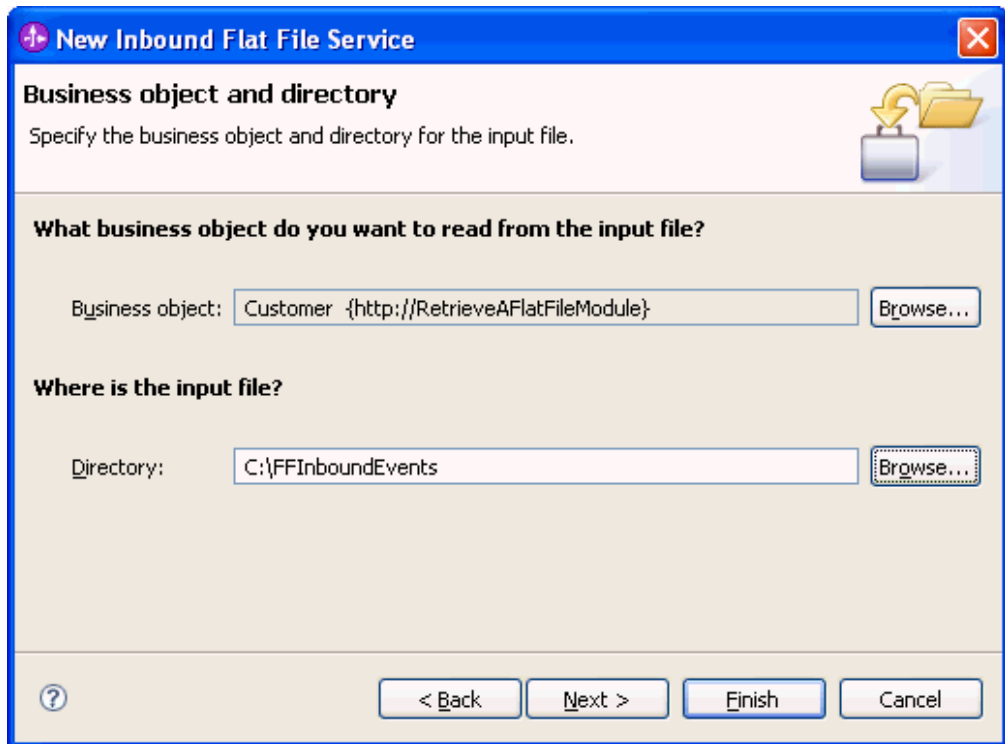 New Inbound Flat File Service
Business object and directory
Specify the business object and directory for the input file.
What business object do you want to read from the input file?
Business object: Customer {http://RetrieveAFlatFileModule} Browse...
Where is the input file?
Directory: C:\FFInboundEvents Browse...
? < Back Next > Finish Cancel